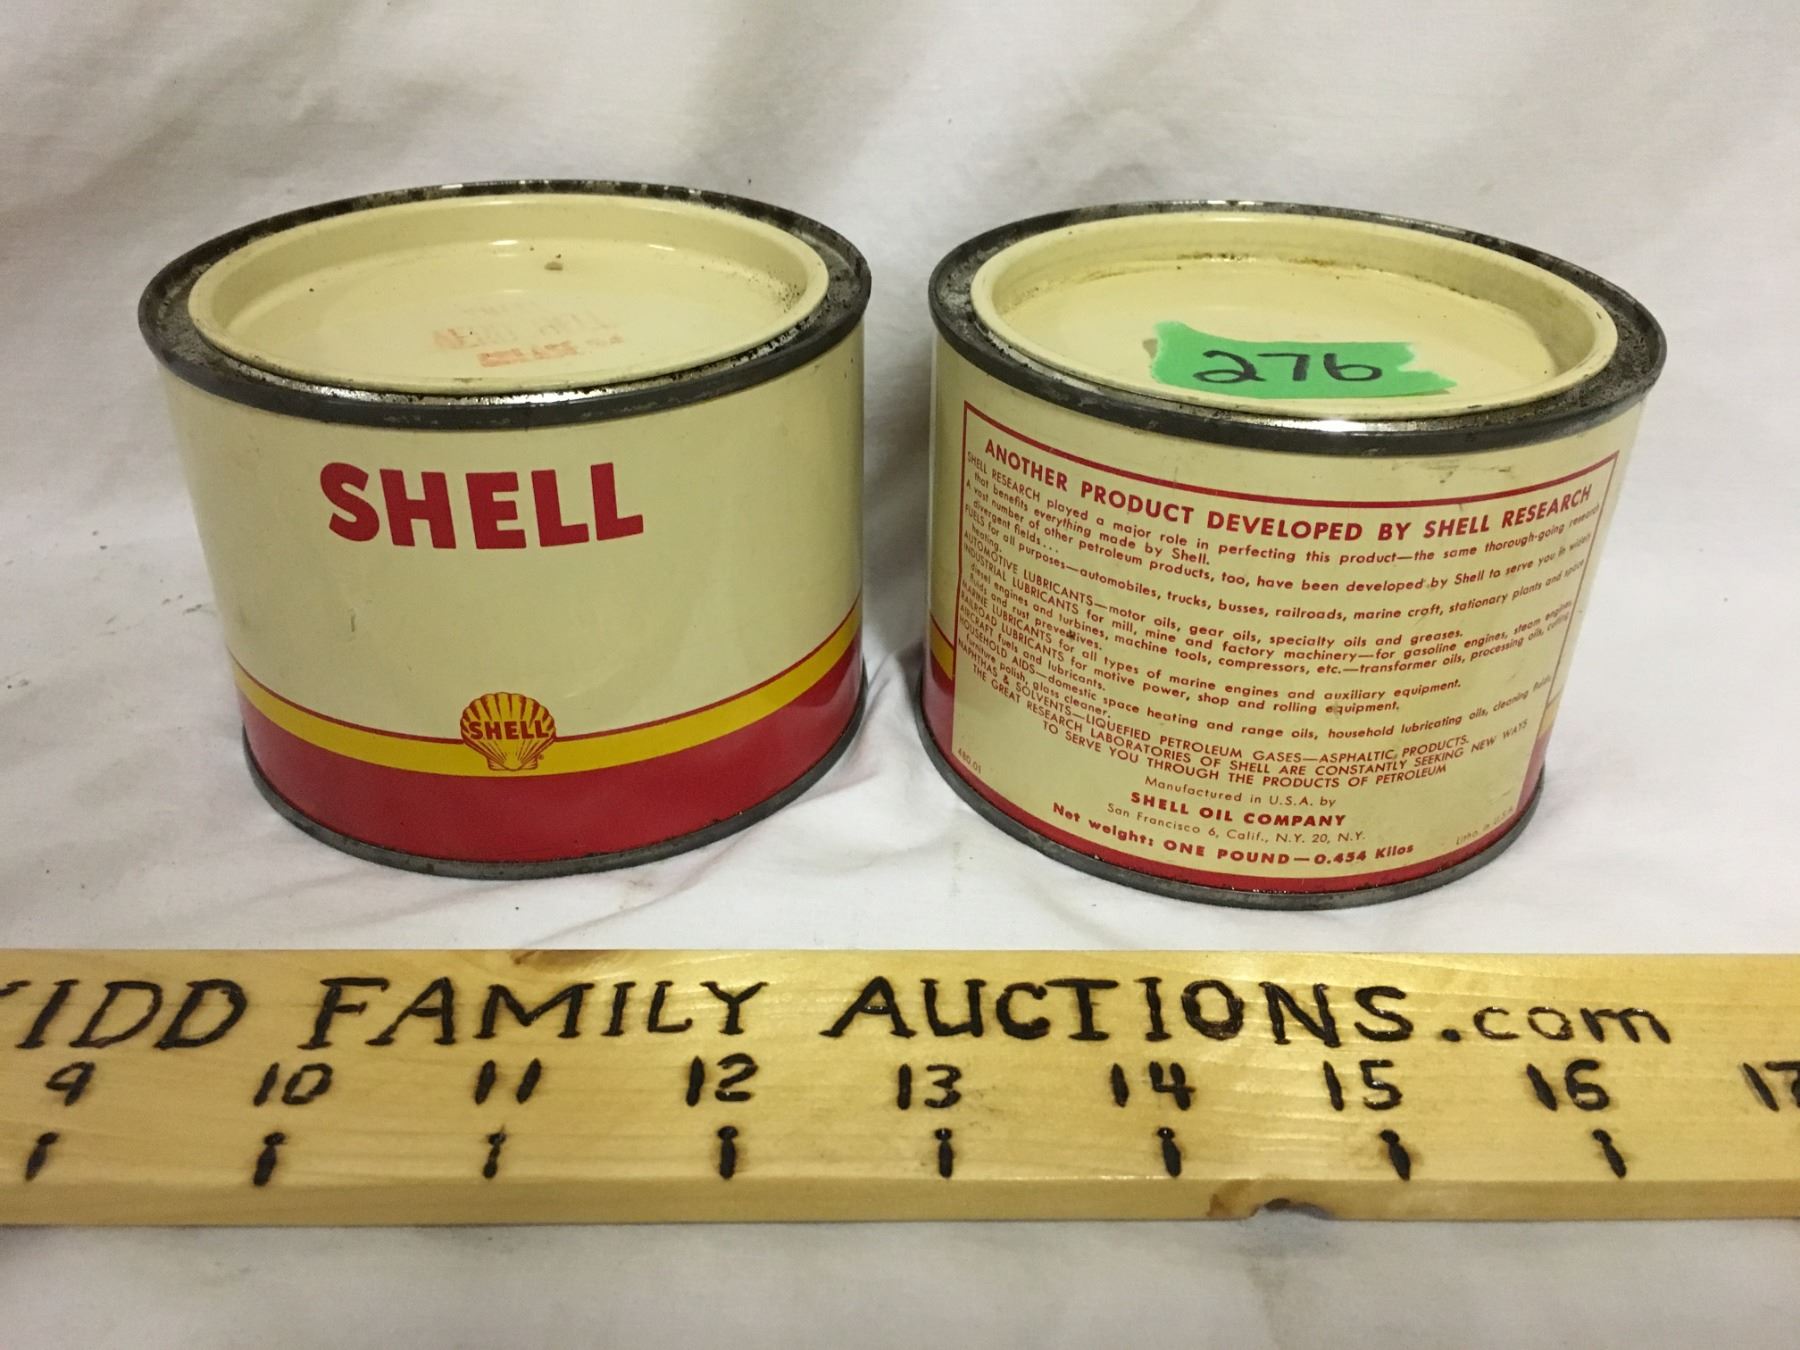 SHELL
SHELL
276
ANOTHER PRODUCT DEVELOPED BY SHELL RESEARCH
SHELL RESEARCH played a major role in perfecting this product—the same thorough-going research
that benefits everything made by Shell.
A vast number of other petroleum products, too, have been developed by Shell to serve you in widely
divergent fields...
FUELS for all purposes—automobiles, trucks, busses, railroads, marine craft, stationary plants and space
heating.
AUTOMOTIVE LUBRICANTS—motor oils, gear oils, specialty oils and greases.
INDUSTRIAL LUBRICANTS for mill, mine and factory machinery—for gasoline engines, steam engines,
diesel engines and turbines, machine tools, compressors, etc.—transformer oils, processing oils, cutting
fluids and rust preventives.
MARINE LUBRICANTS for all types of marine engines and auxiliary equipment.
RAILROAD LUBRICANTS for motive power, shop and rolling equipment.
AIRCRAFT fuels and lubricants.
HOUSEHOLD AIDS—domestic space heating and range oils, household lubricating oils, cleaning fluids,
furniture polish, glass cleaner.
NAPHTHAS & SOLVENTS—LIQUEFIED PETROLEUM GASES—ASPHALTIC PRODUCTS.
THE GREAT RESEARCH LABORATORIES OF SHELL ARE CONSTANTLY SEEKING NEW WAYS
TO SERVE YOU THROUGH THE PRODUCTS OF PETROLEUM
480.01
Manufactured in U.S.A. by
SHELL OIL COMPANY
San Francisco 6, Calif., N.Y. 20, N.Y.
Net weight: ONE POUND—0.454 Kilos
Litho. in U.S.A.
KIDD FAMILY AUCTIONS.com
9 10 11 12 13 14 15 16 17